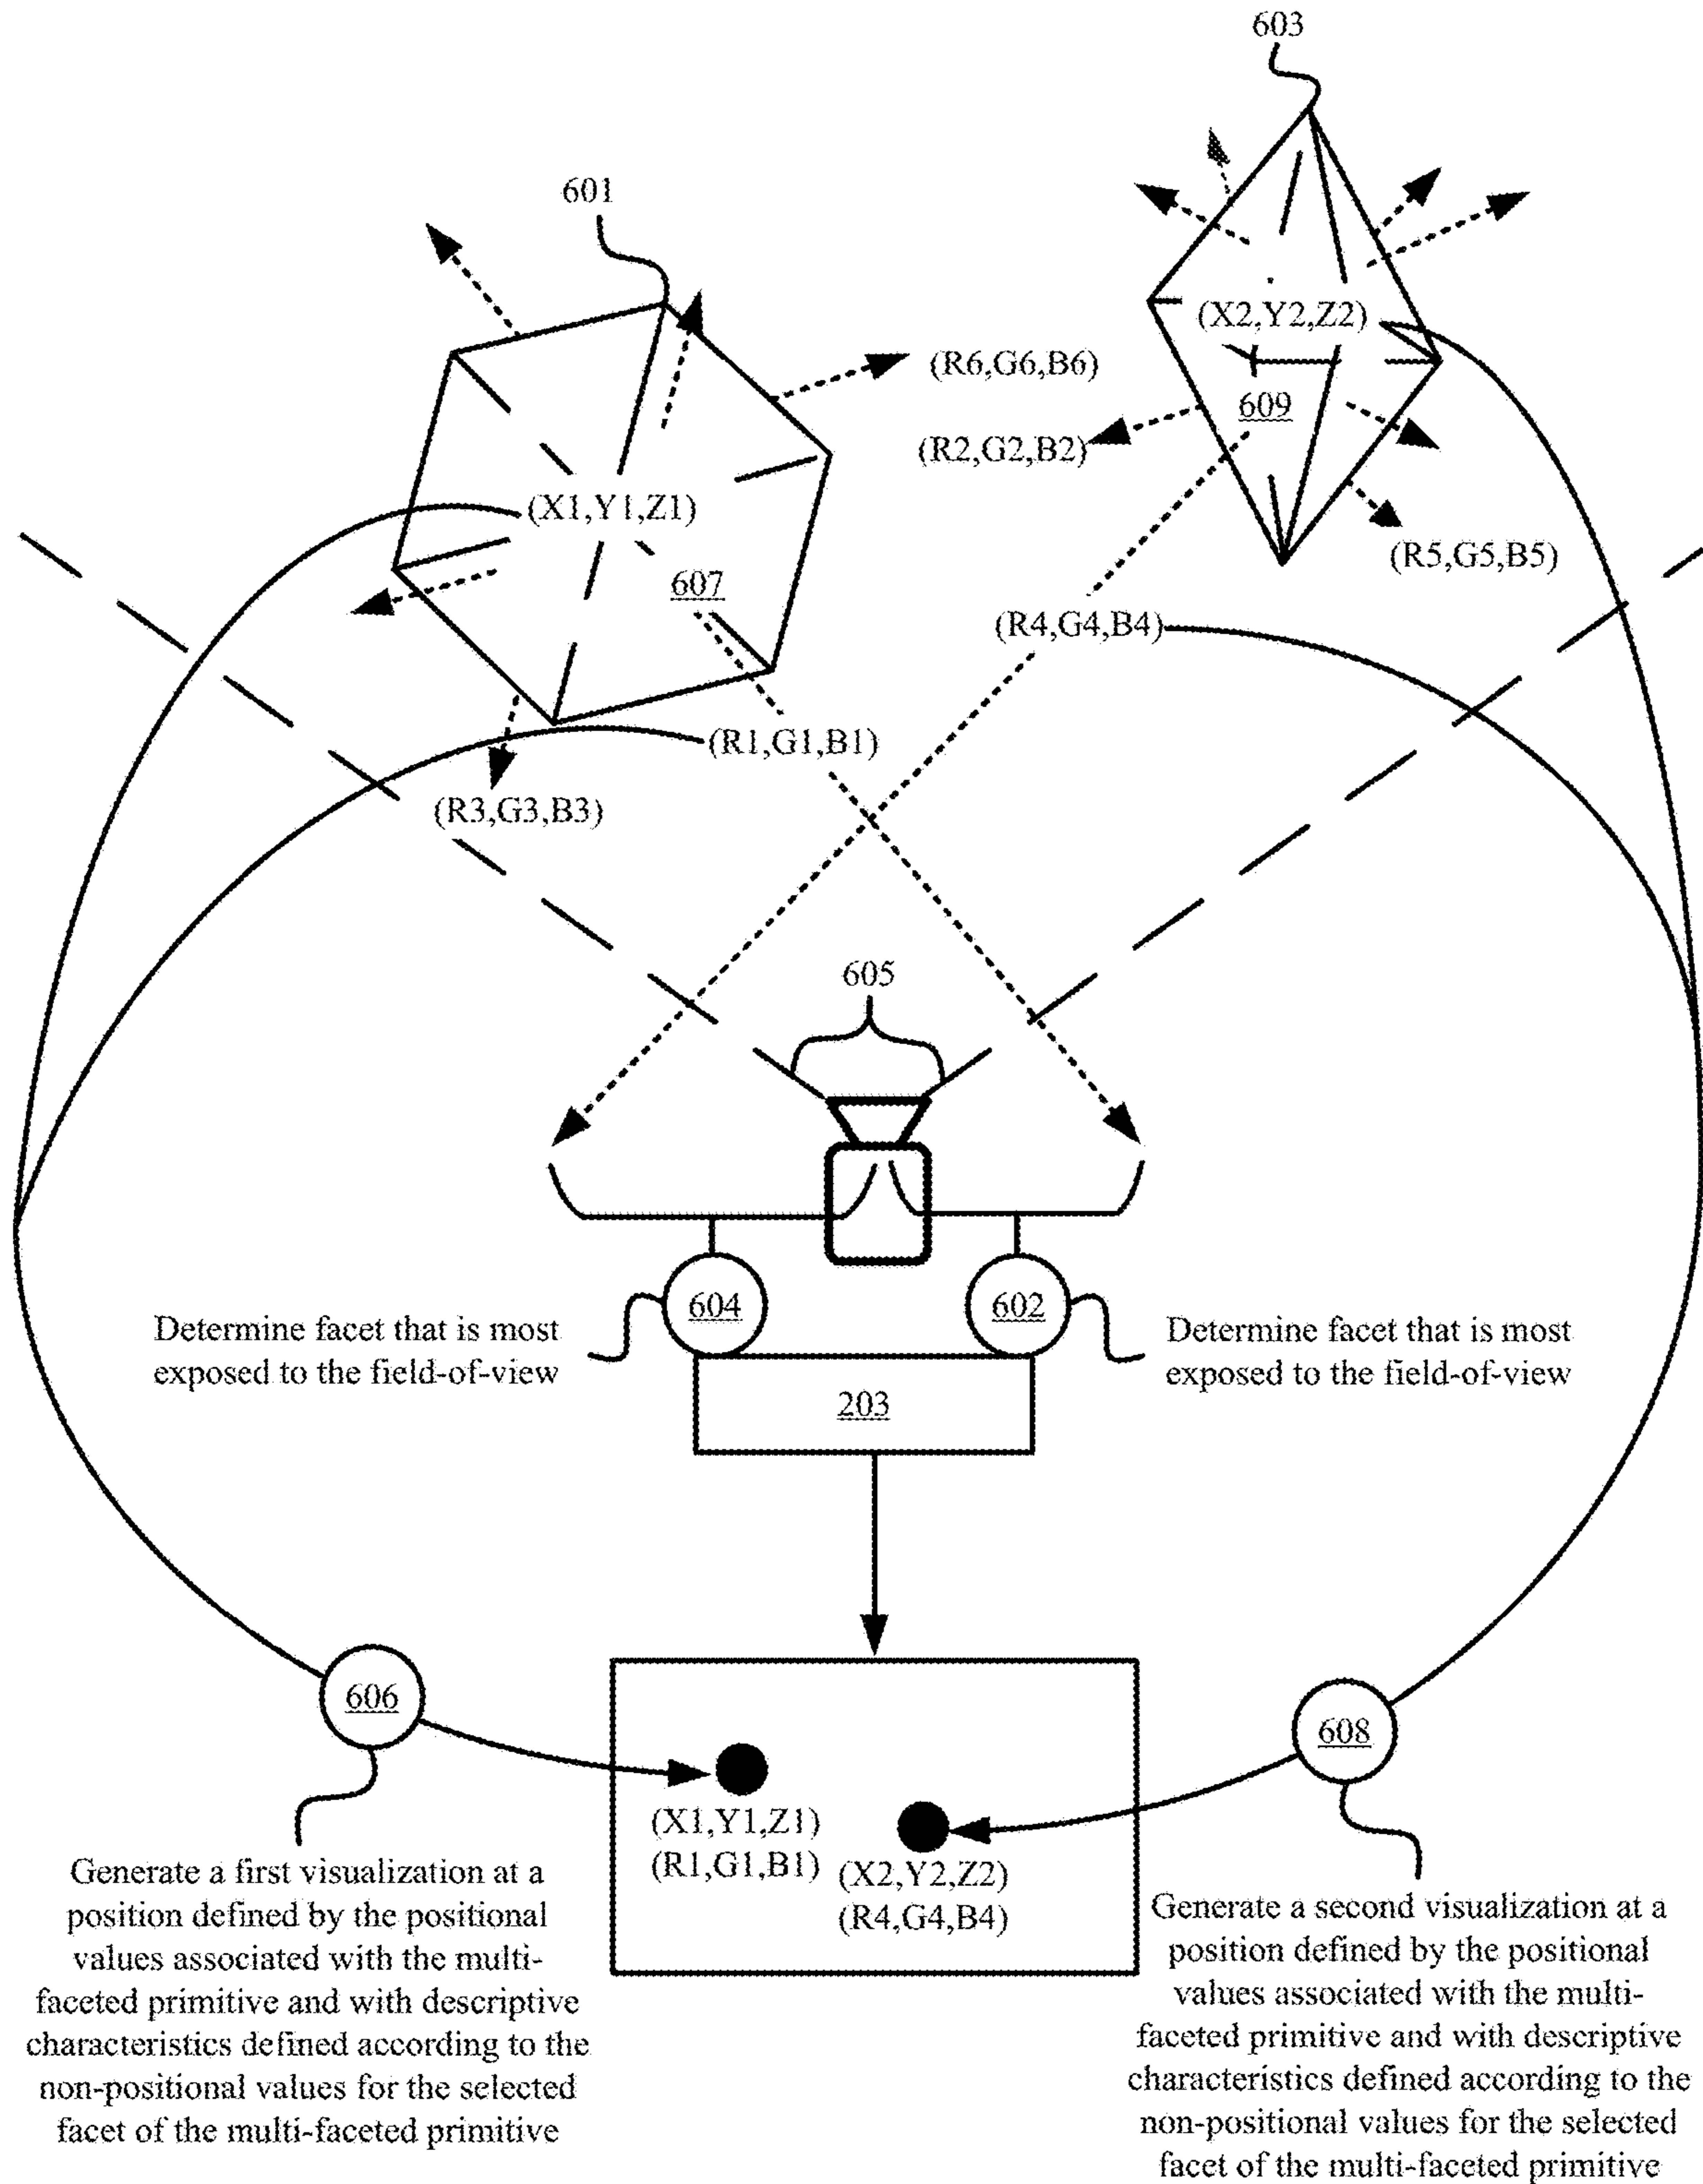 603
601
(X2,Y2,Z2)
(R6,G6,B6)
609
(R2,G2,B2)
(X1,Y1,Z1)
(R5,G5,B5)
607
(R4,G4,B4)
(R1,G1,B1)
(R3,G3,B3)
605
604
602
Determine facet that is most
exposed to the field-of-view
Determine facet that is most
exposed to the field-of-view
203
606
608
(X1,Y1,Z1)
(R1,G1,B1)
(X2,Y2,Z2)
(R4,G4,B4)
Generate a first visualization at a
position defined by the positional
values associated with the multi-
faceted primitive and with descriptive
characteristics defined according to the
non-positional values for the selected
facet of the multi-faceted primitive
Generate a second visualization at a
position defined by the positional
values associated with the multi-
faceted primitive and with descriptive
characteristics defined according to the
non-positional values for the selected
facet of the multi-faceted primitive